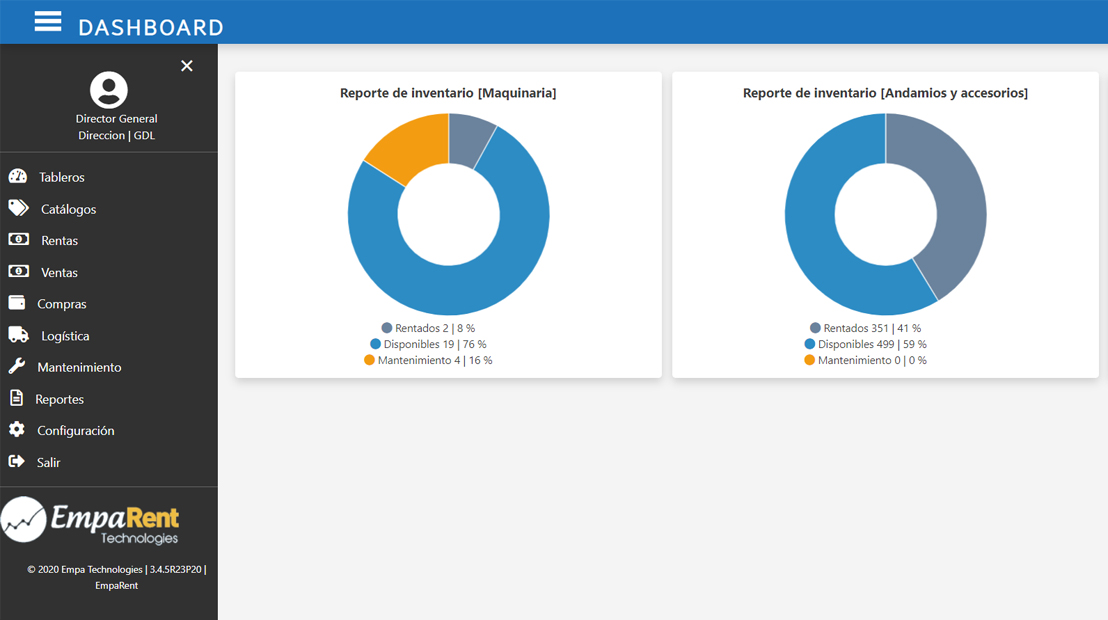 DASHBOARD
Director General
Direccion | GDL
Tableros
Catálogos
Rentas
Ventas
Compras
Logística
Mantenimiento
Reportes
Configuración
Salir
EmpaRent
Technologies
© 2020 Empa Technologies | 3.4.5R23P20 |
EmpaRent
Reporte de inventario [Maquinaria]
Rentados 2 | 8 %
Disponibles 19 | 76 %
Mantenimiento 4 | 16 %
Reporte de inventario [Andamios y accesorios]
Rentados 351 | 41 %
Disponibles 499 | 59 %
Mantenimiento 0 | 0 %